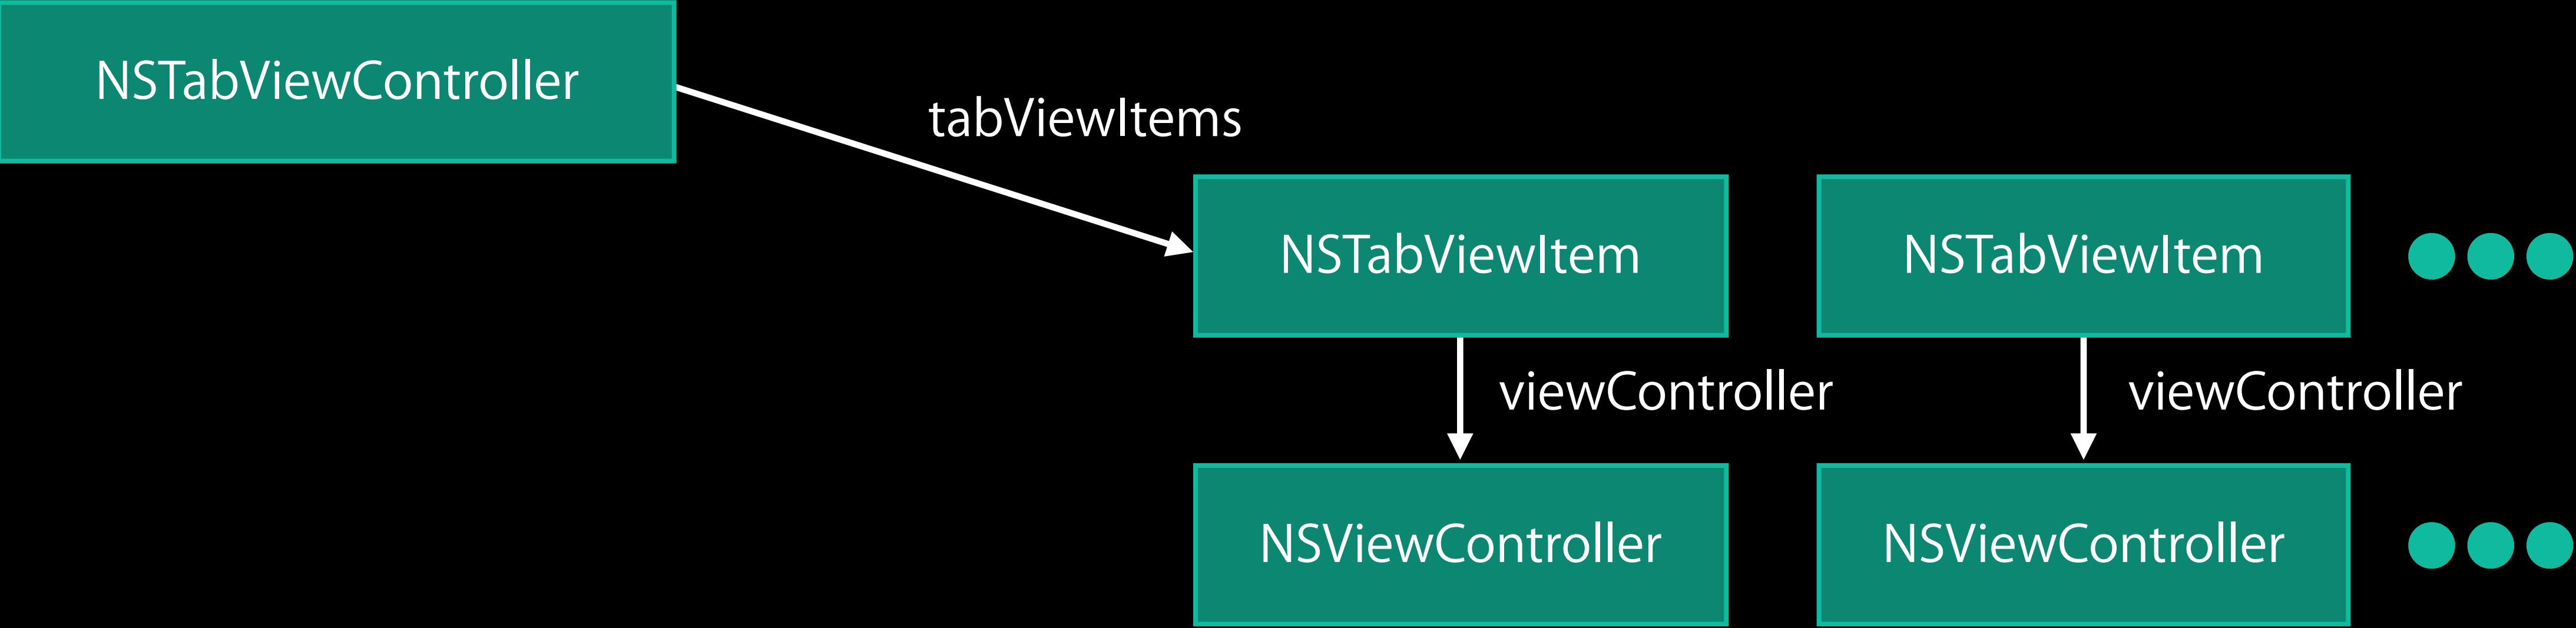 NSTabViewController
tabViewItems
NSTabViewItem
NSTabViewItem
viewController
viewController
NSViewController
NSViewController